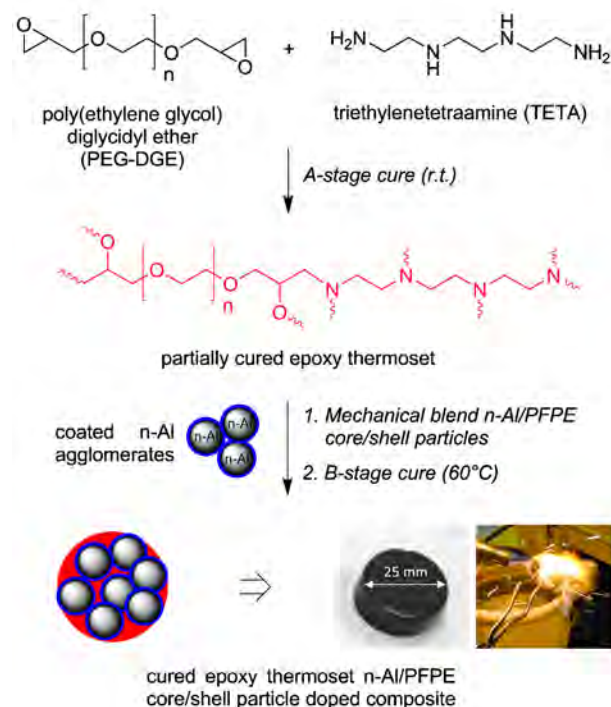 O
O
n
O
O
+
H₂N
H
N
N
H
NH₂
poly(ethylene glycol)
diglycidyl ether
(PEG-DGE)
triethylenetetraamine (TETA)
A-stage cure (r.t.)
O
O
n
O
O
N
N
N
N
partially cured epoxy thermoset
coated n-Al
agglomerates
n-Al
n-Al
n-Al
1. Mechanical blend n-Al/PFPE
core/shell particles
2. B-stage cure (60°C)
25 mm
cured epoxy thermoset n-Al/PFPE
core/shell particle doped composite